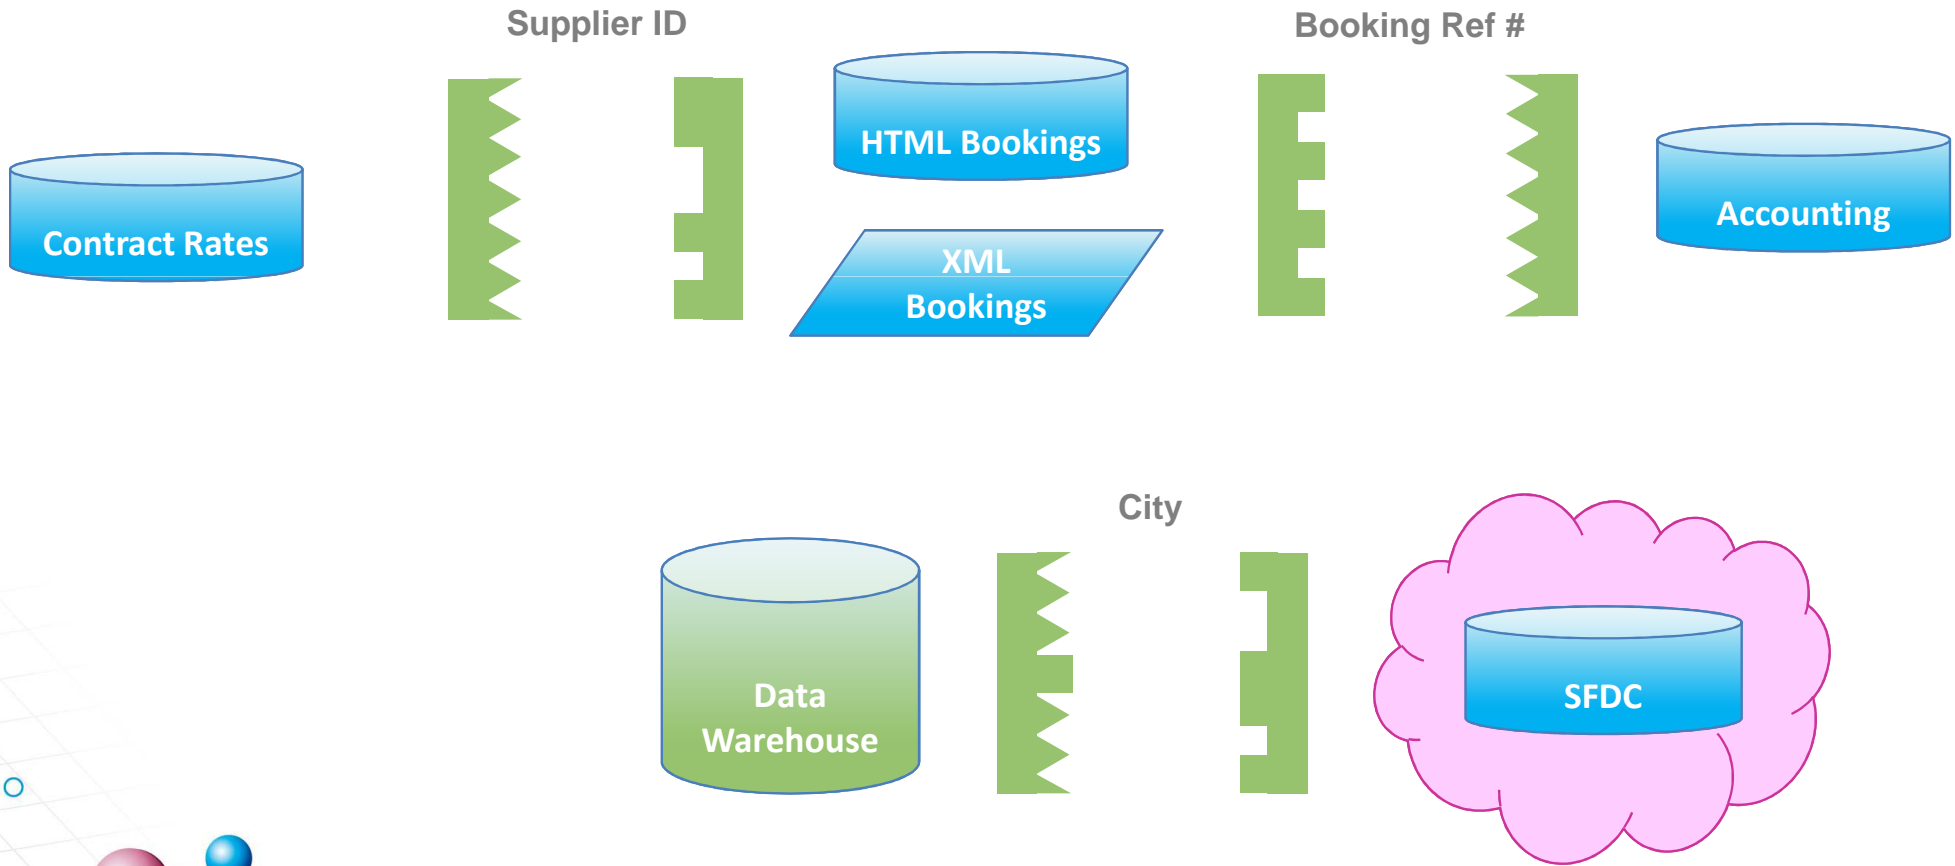 Supplier ID
Booking Ref #
HTML Bookings
Contract Rates
Accounting
XML
Bookings
City
Data
Warehouse
SFDC